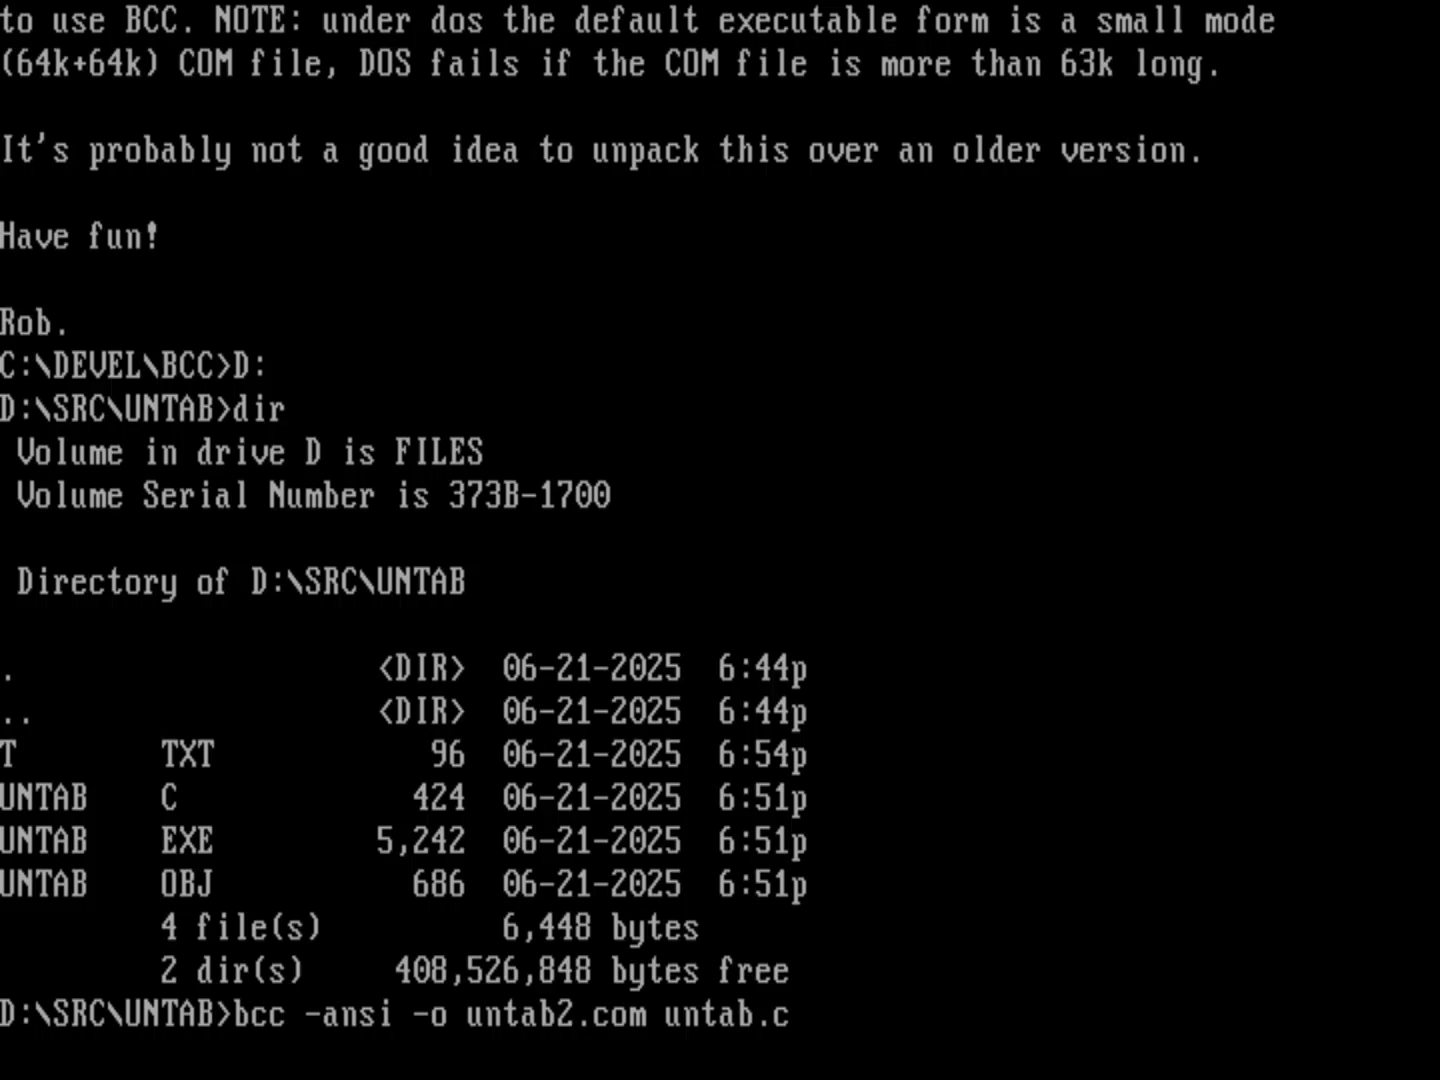 to use BCC. NOTE: under dos the default executable form is a small mode
(64k+64k) COM file, DOS fails if the COM file is more than 63k long.
It's probably not a good idea to unpack this over an older version.
Have fun!
Rob.
C:\DEVEL\BCC>D:
D:\SRC\UNTAB>dir
Volume in drive D is FILES
Volume Serial Number is 373B-1700
Directory of D:\SRC\UNTAB
. <DIR> 06-21-2025 6:44p
.. <DIR> 06-21-2025 6:44p
T TXT 96 06-21-2025 6:54p
UNTAB C 424 06-21-2025 6:51p
UNTAB EXE 5,242 06-21-2025 6:51p
UNTAB OBJ 686 06-21-2025 6:51p
4 file(s) 6,448 bytes
2 dir(s) 408,526,848 bytes free
D:\SRC\UNTAB>bcc -ansi -o untab2.com untab.c